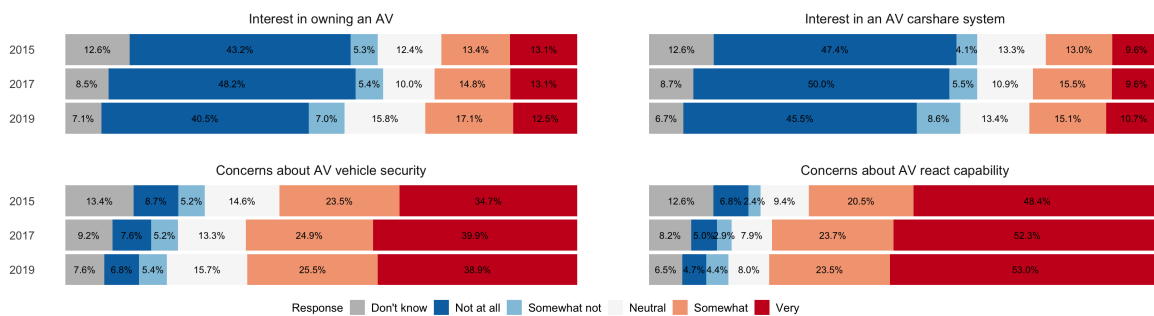 Interest in owning an AV
2015 12.6% 43.2% 5.3% 12.4% 13.4% 13.1%
2017 8.5% 48.2% 5.4% 10.0% 14.8% 13.1%
2019 7.1% 40.5% 7.0% 15.8% 17.1% 12.5%
Interest in an AV carshare system
12.6% 47.4% 4.1% 13.3% 13.0% 9.6%
8.7% 50.0% 5.5% 10.9% 15.5% 9.6%
6.7% 45.5% 8.6% 13.4% 15.1% 10.7%
Concerns about AV vehicle security
2015 13.4% 8.7% 5.2% 14.6% 23.5% 34.7%
2017 9.2% 7.6% 5.2% 13.3% 24.9% 39.9%
2019 7.6% 6.8% 5.4% 15.7% 25.5% 38.9%
Concerns about AV react capability
12.6% 6.8% 2.4% 9.4% 20.5% 48.4%
8.2% 5.0% 2.9% 7.9% 23.7% 52.3%
6.5% 4.7% 4.4% 8.0% 23.5% 53.0%
Response Don't know Not at all Somewhat not Neutral Somewhat Very